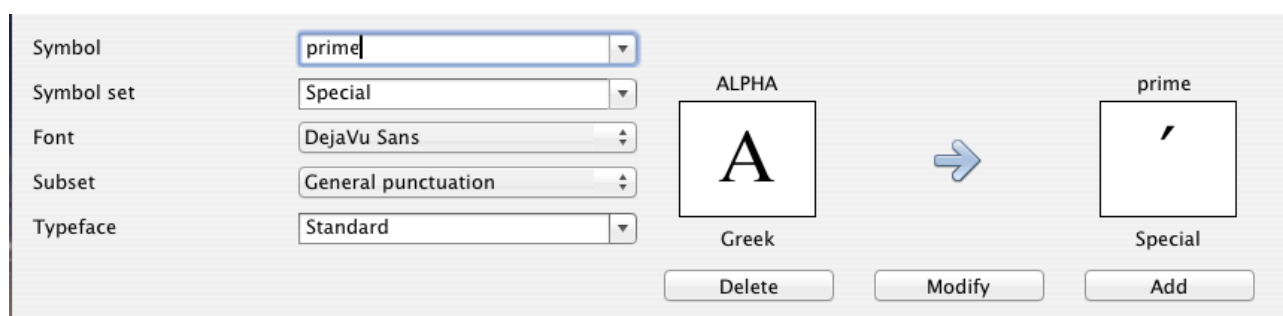 Symbol prime
Symbol set Special
Font DejaVu Sans
Subset General punctuation
Typeface Standard
ALPHA
Α
Greek
prime
′
Special
Delete Modify Add